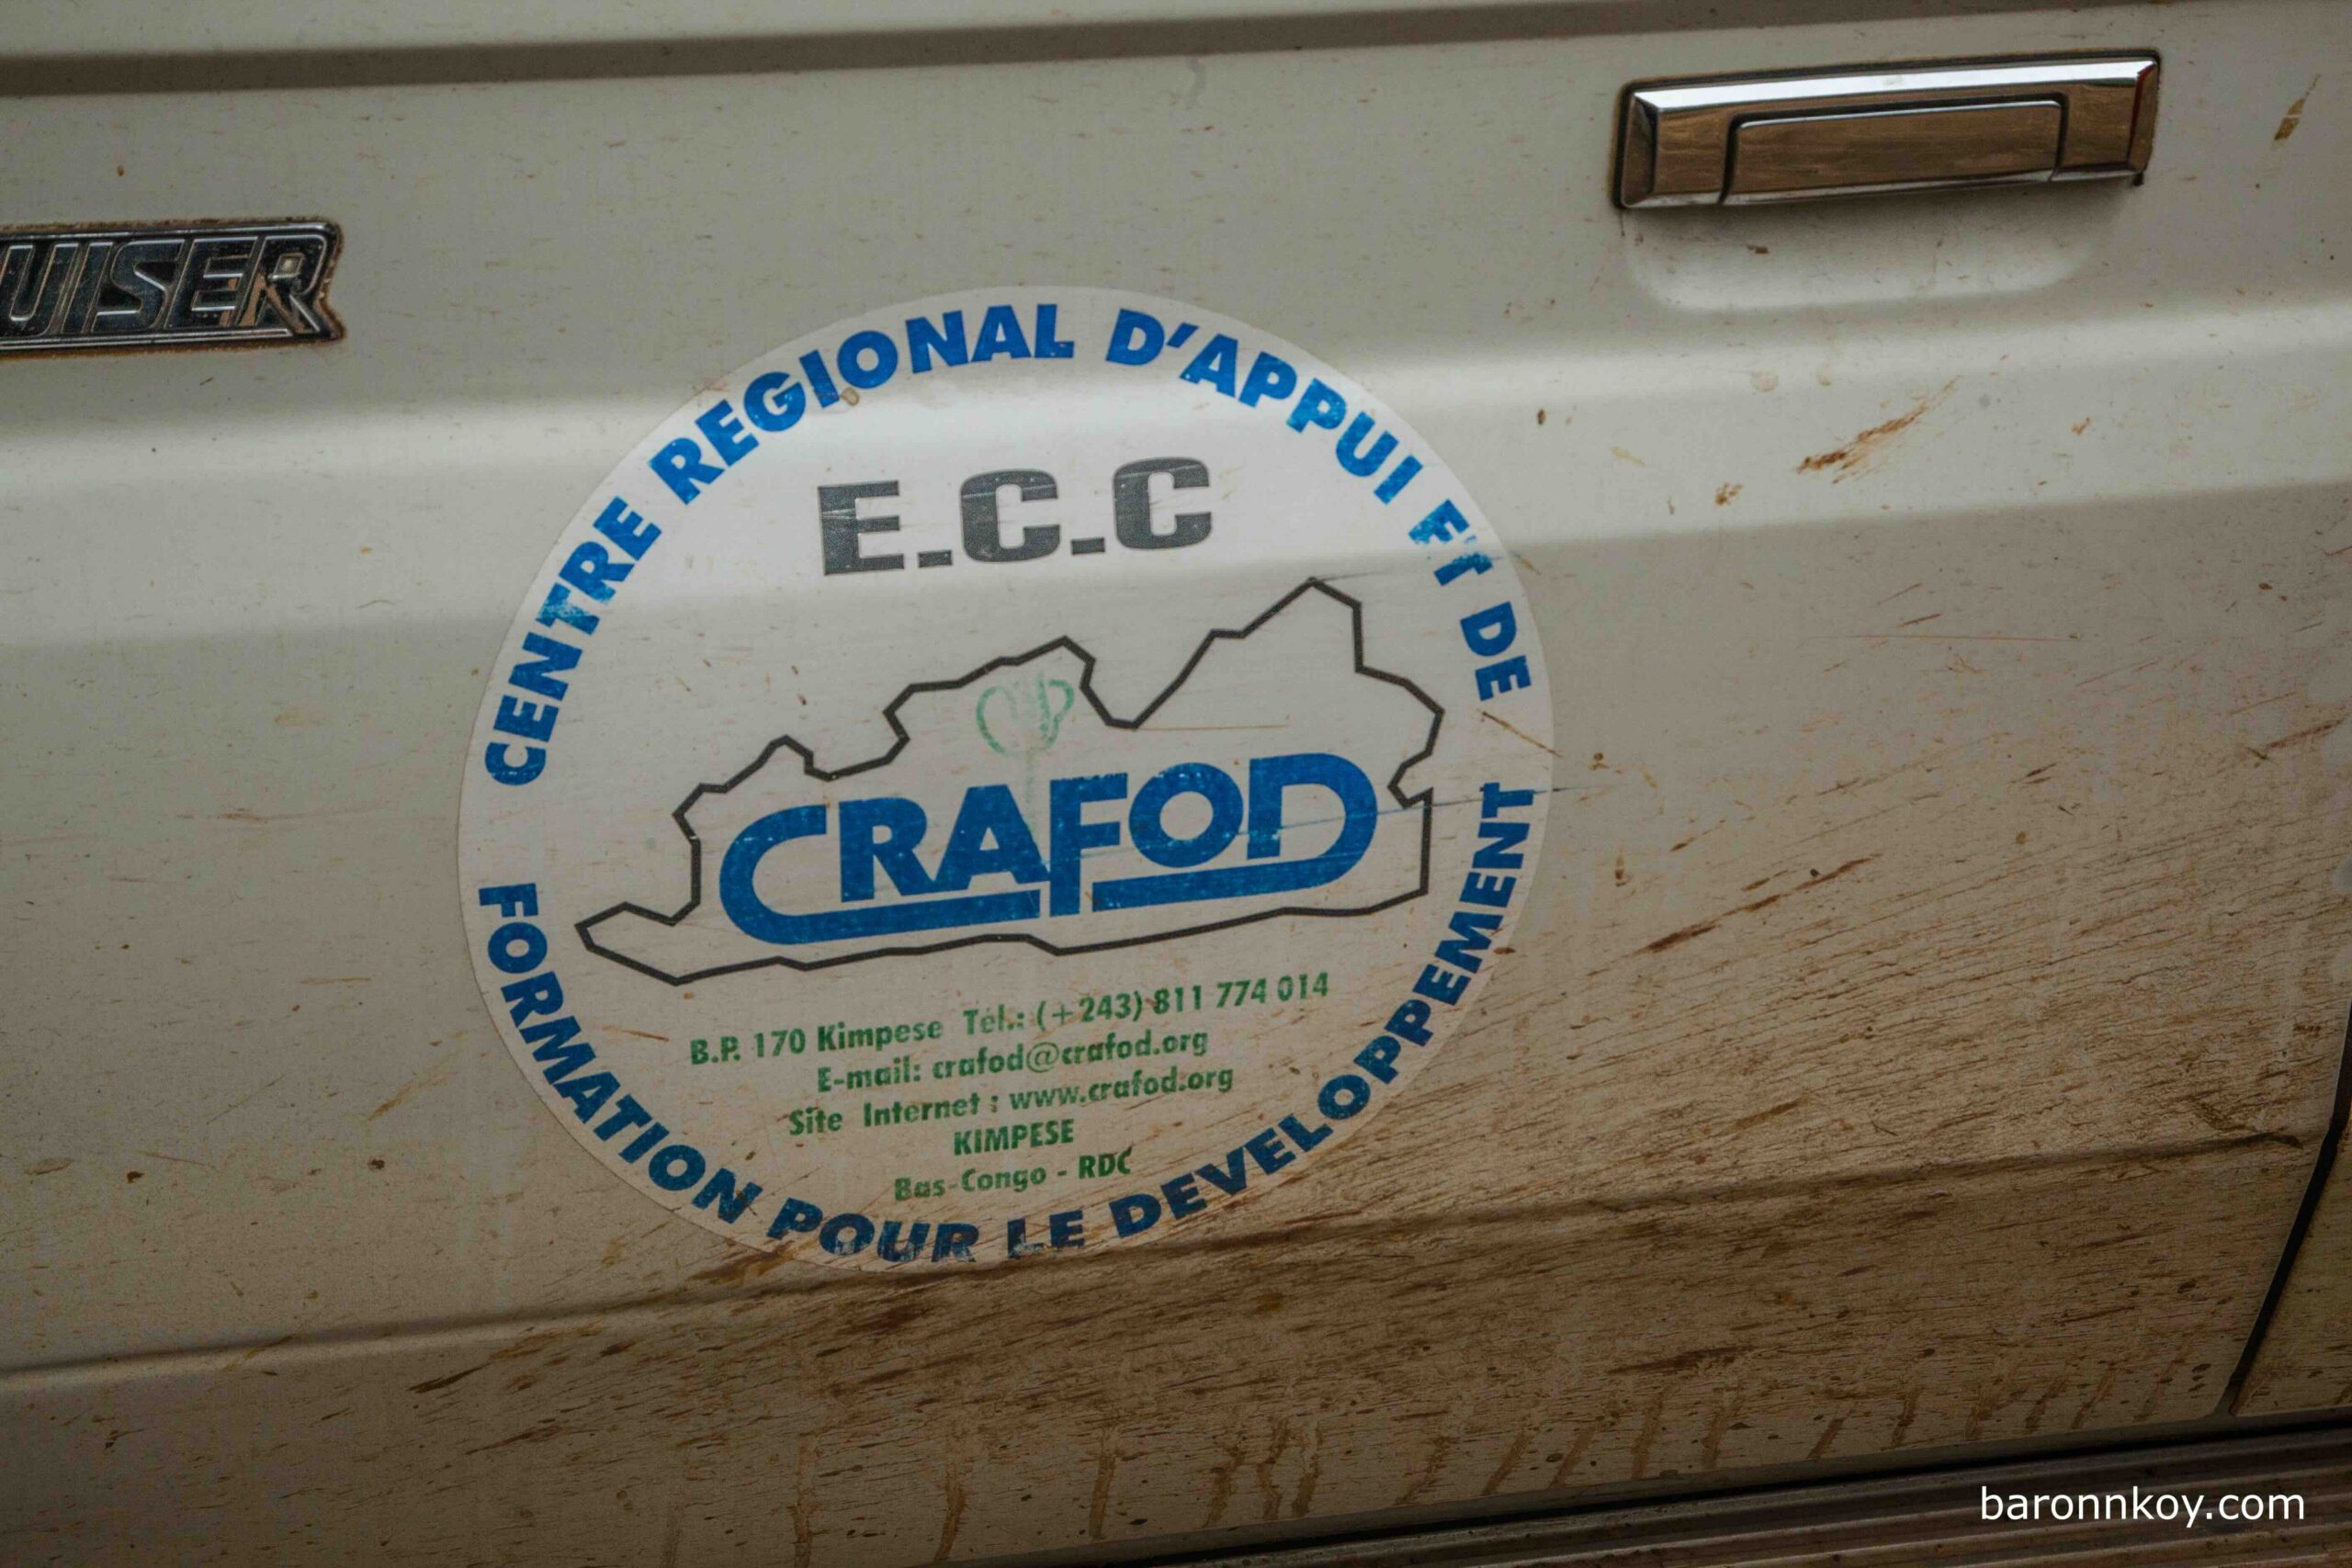 UISER
CENTRE REGIONAL D'APPUI ET DE
E.C.C
CRAFOD
B.P. 170 Kimpese Tél.: (+243) 811 774 014
E-mail: crafod@crafod.org
Site Internet : www.crafod.org
KIMPESE
Bas-Congo - RDC
FORMATION POUR LE DEVELOPPEMENT
baronnkoy.com